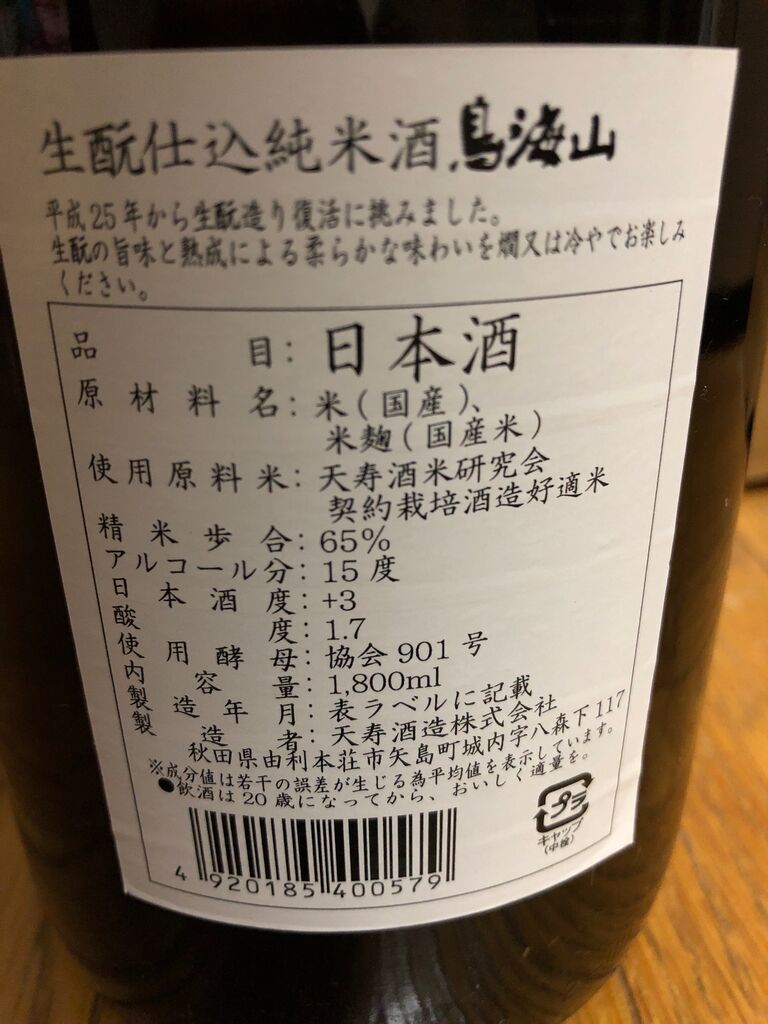 生酛仕込純米酒 鳥海山
平成25年から生酛造り復活に挑みました。
生酛の旨味と熟成による柔らかな味わいを燗又は冷やでお楽しみ
ください。
品目：日本酒
原材料名：米（国産）、
米麹（国産米）
使用原料米：天寿酒米研究会
契約栽培酒造好適米
精米歩合：65%
アルコール分：15度
日本酒度：+3
酸度：1.7
使用酵母：協会901号
内容量：1,800ml
製造年月：表ラベルに記載
製造者：天寿酒造株式会社
秋田県由利本荘市矢島町城内字八森下117
※成分値は若干の誤差が生じる為平均値を表示しています。
●飲酒は20歳になってから、おいしく適量を。
プラ
キャップ
（中栓）
4 920185 400579